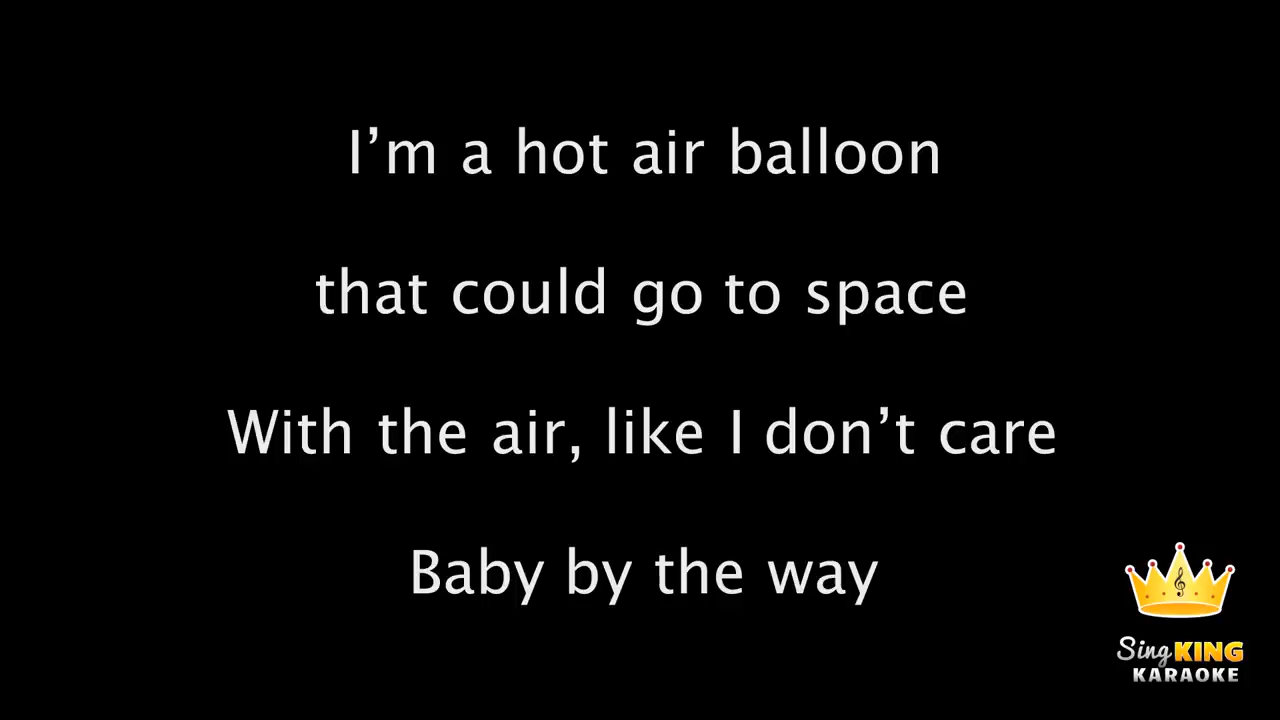 I’m a hot air balloon
that could go to space
With the air, like I don’t care
Baby by the way
Sing KING
KARAOKE